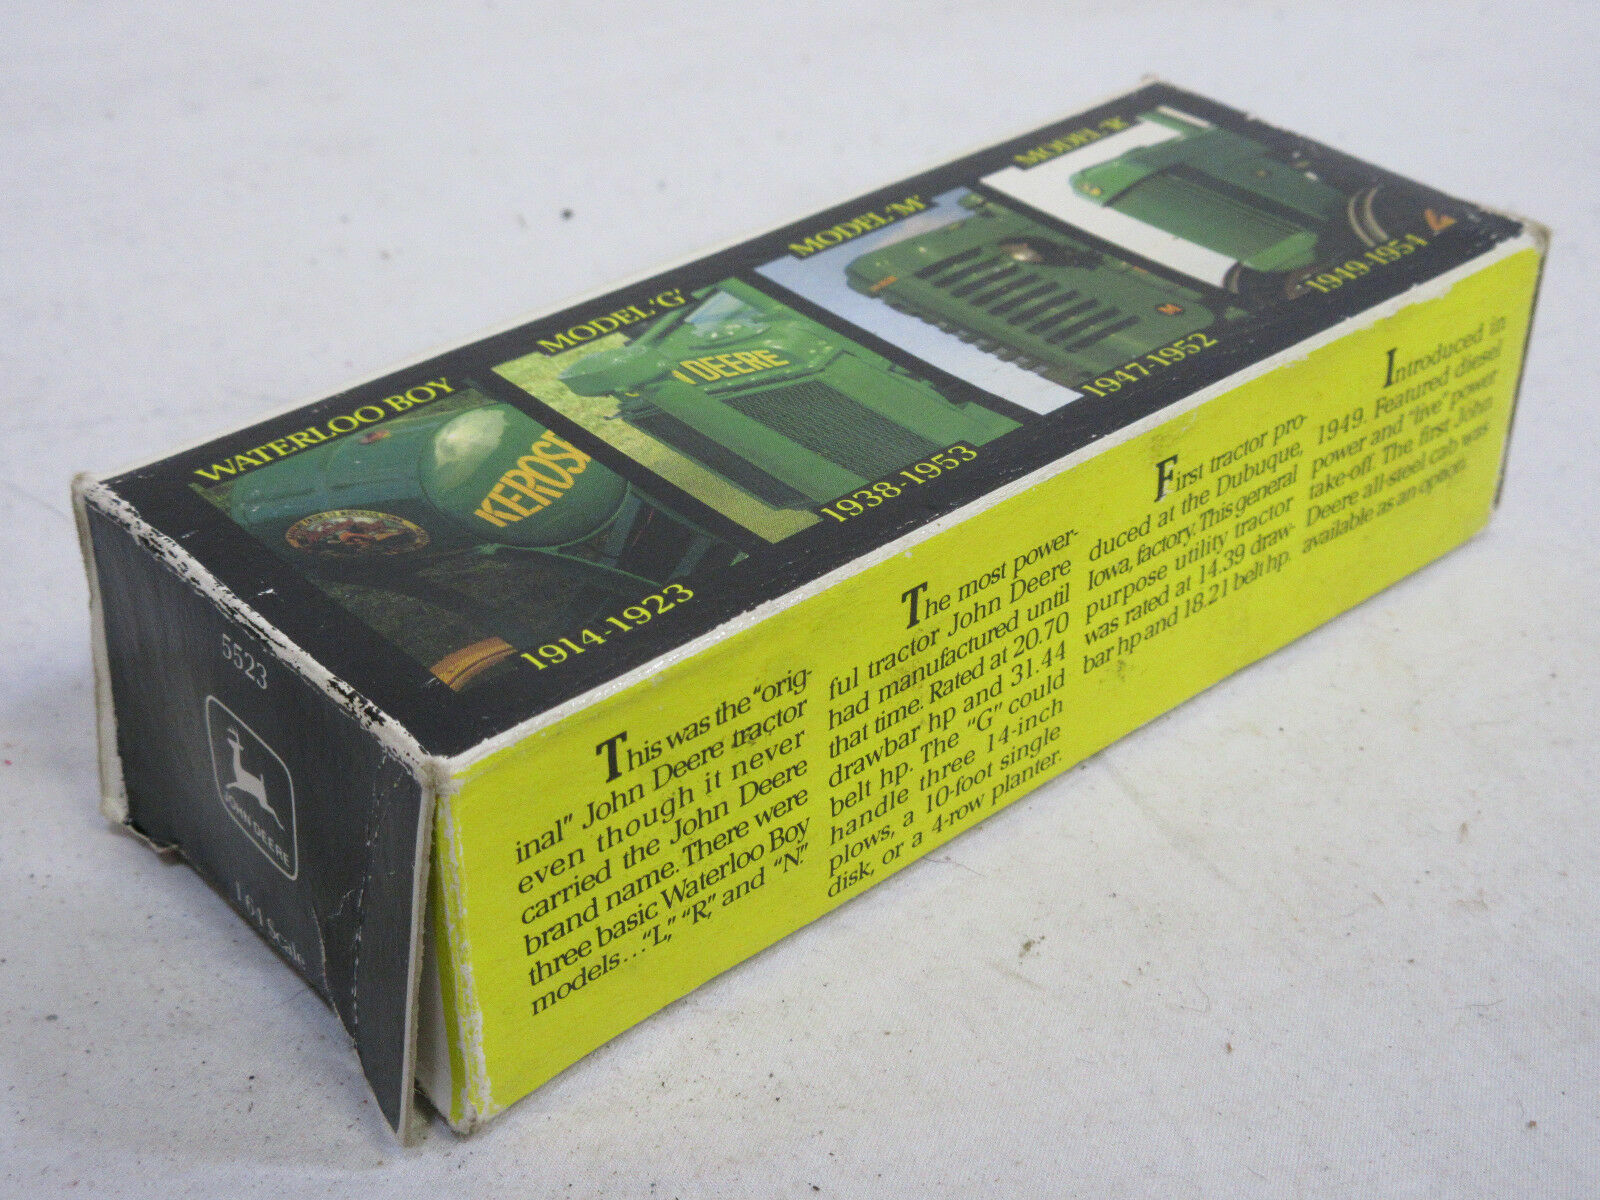 WATERLOO BOY
KEROSE
1914-1923
MODEL 'G'
DEERE
1938-1953
MODEL 'M'
M
1947-1952
MODEL 'R'
1949-1954
5523
JOHN DEERE
1/64 Scale
This was the "orig-
inal" John Deere tractor
even though it never
carried the John Deere
brand name. There were
three basic Waterloo Boy
models..."L," "R," and "N."
The most power-
ful tractor John Deere
had manufactured until
that time. Rated at 20.70
drawbar hp and 31.44
belt hp. The "G" could
handle three 14-inch
plows, a 10-foot single
disk, or a 4-row planter.
First tractor pro-
duced at the Dubuque,
Iowa, factory. This general
purpose utility tractor
was rated at 14.39 draw-
bar hp and 18.21 belt hp.
Introduced in
1949. Featured diesel
power and "live" power
take-off. The first John
Deere all-steel cab was
available as an option.